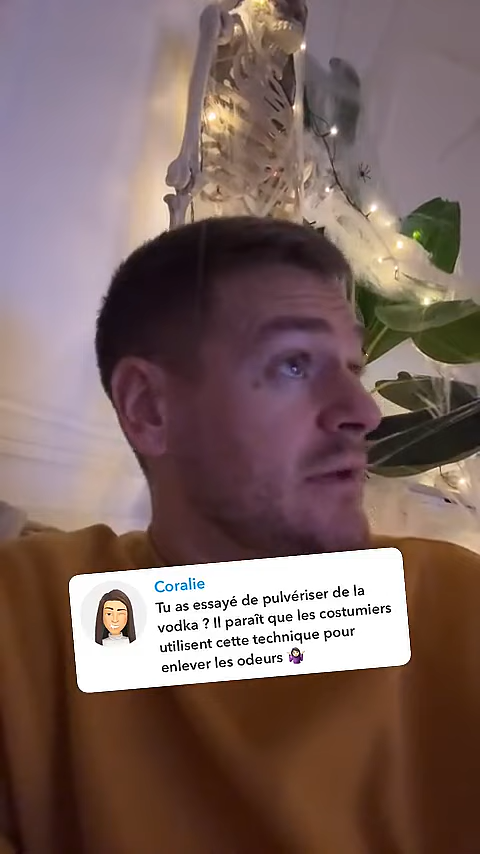 Coralie
Tu as essayé de pulvériser de la
vodka ? Il paraît que les costumiers
utilisent cette technique pour
enlever les odeurs 🤷🏻‍♀️